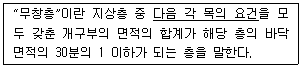 “무창층”이란 지상층 중 다음 각 목의 요건을 모
두 갖춘 개구부의 면적의 합계가 해당 층의 바닥
면적의 30분의 1 이하가 되는 층을 말한다.